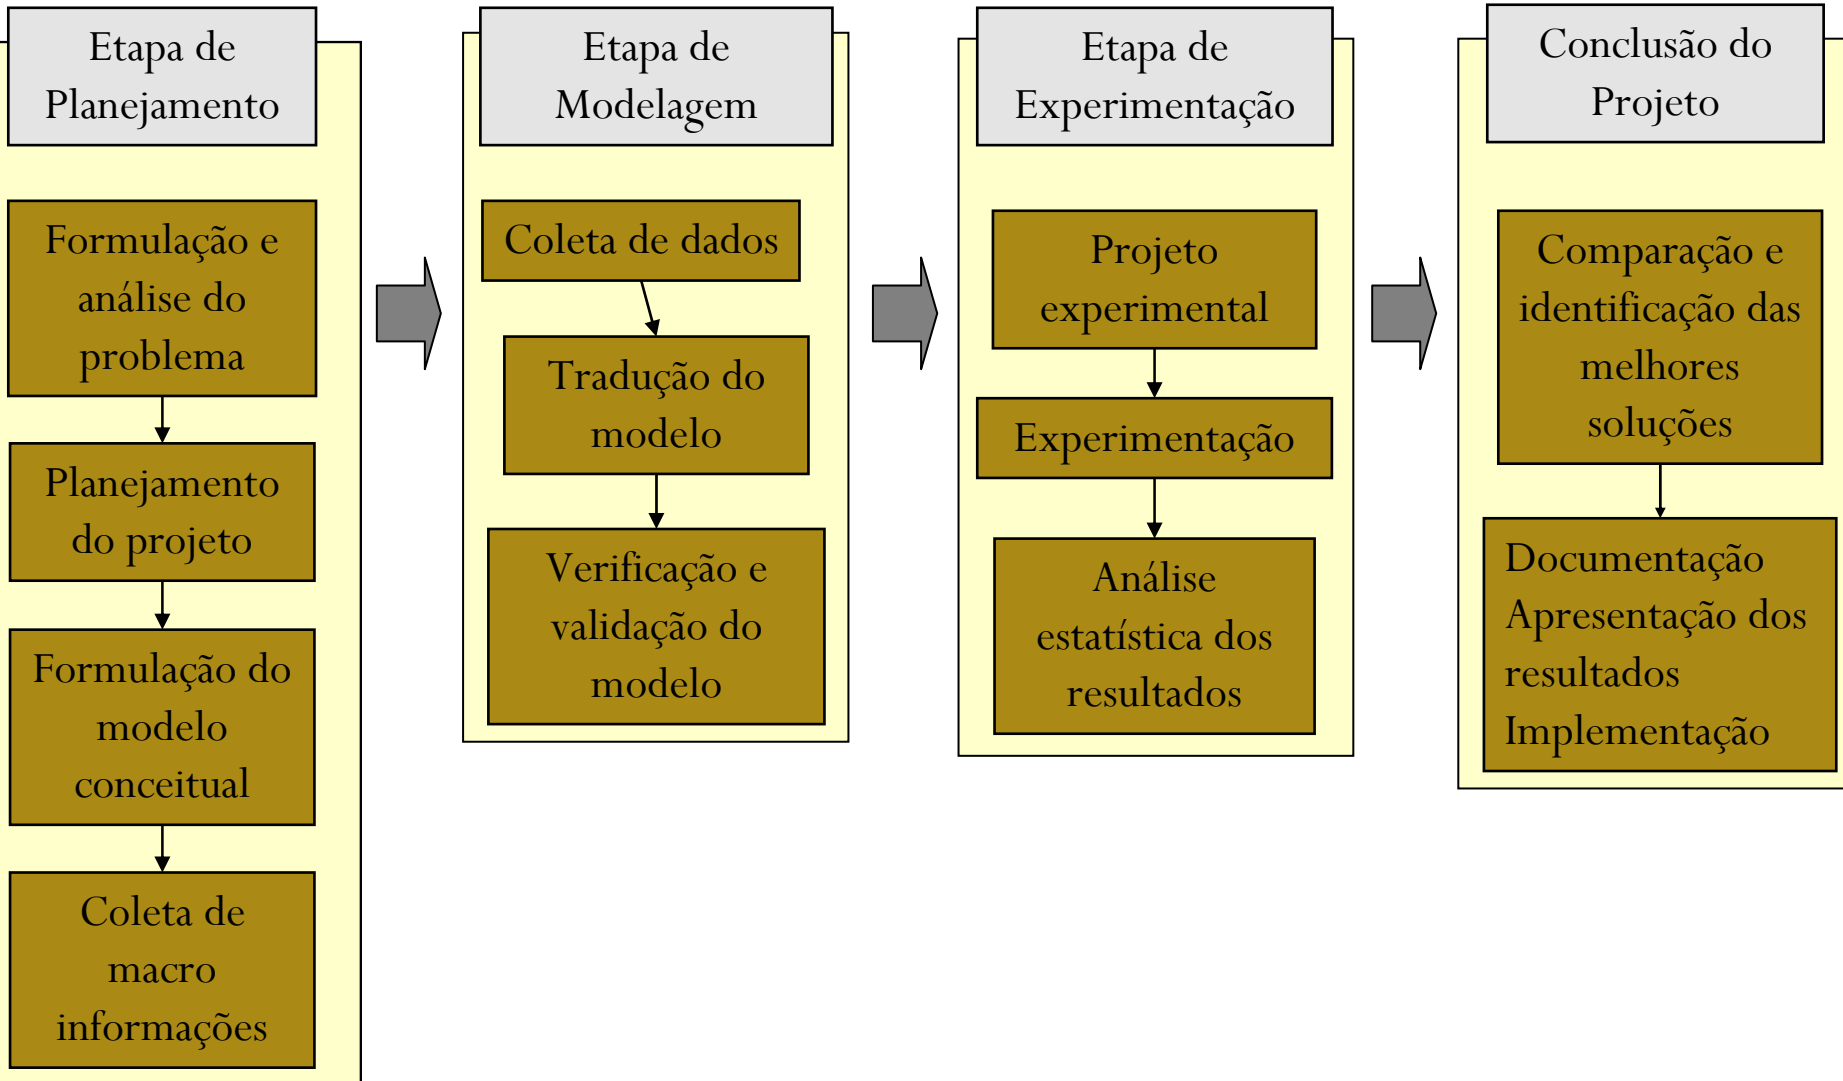 Etapa de
Planejamento
Formulação e
análise do
problema
Planejamento
do projeto
Formulação do
modelo
conceitual
Coleta de
macro
informações
Etapa de
Modelagem
Coleta de dados
Tradução do
modelo
Verificação e
validação do
modelo
Etapa de
Experimentação
Projeto
experimental
Experimentação
Análise
estatística dos
resultados
Conclusão do
Projeto
Comparação e
identificação das
melhores
soluções
Documentação
Apresentação dos
resultados
Implementação